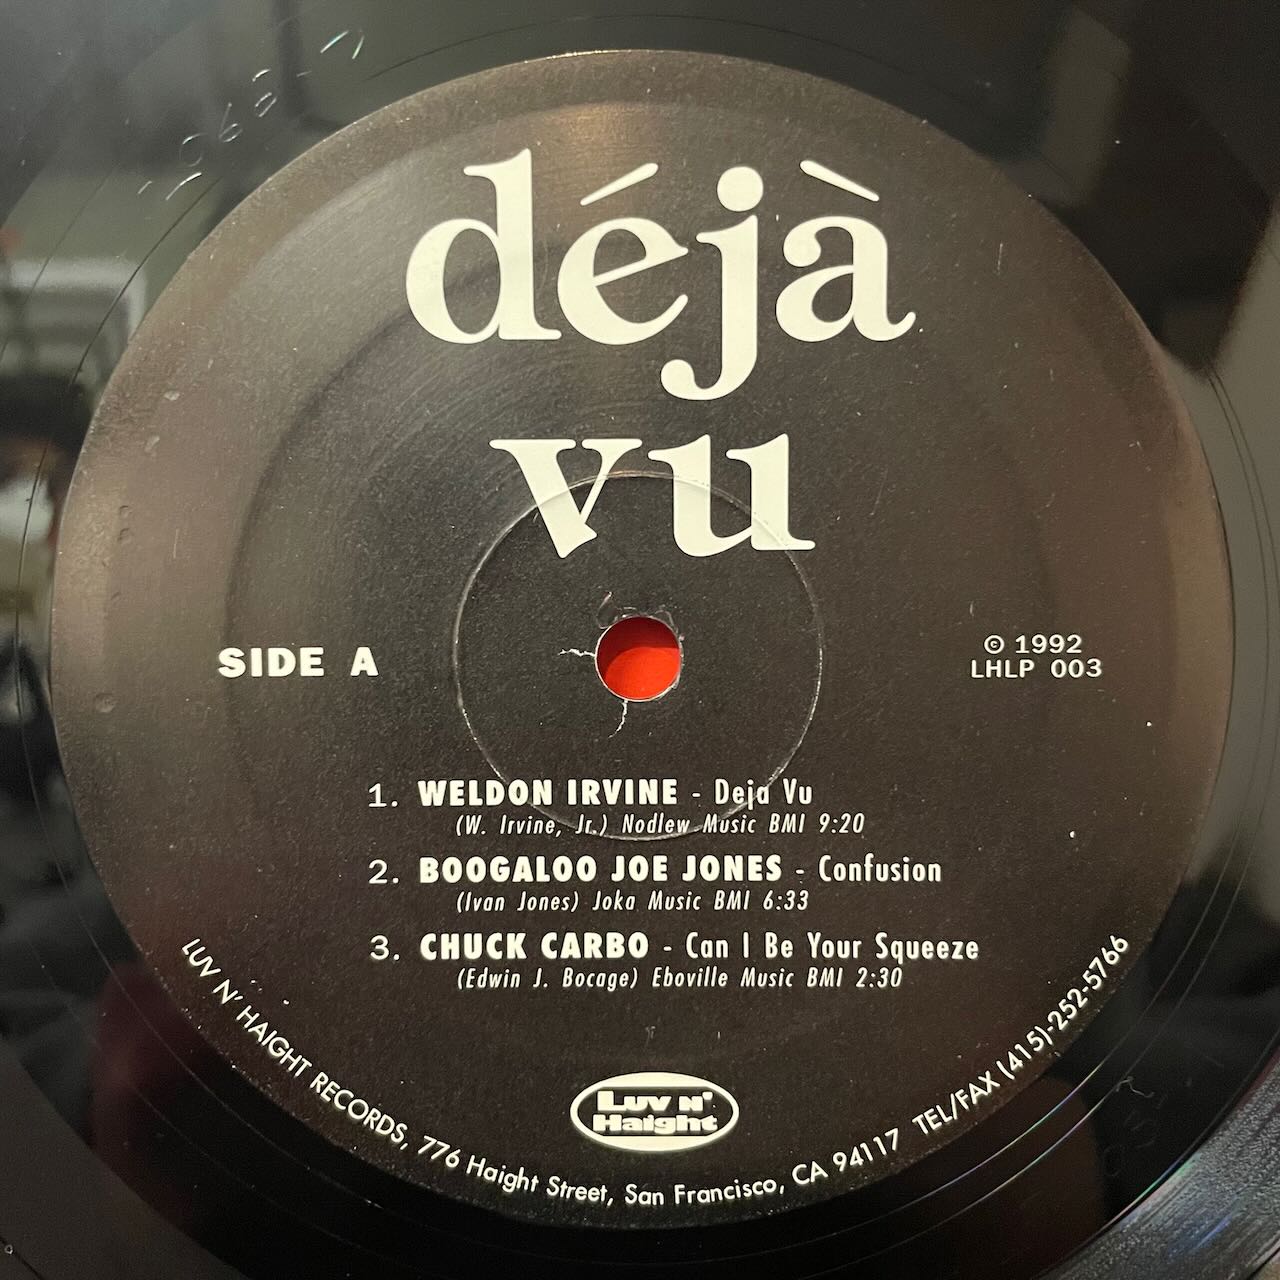 déjà
vu
SIDE A
© 1992
LHLP 003
1. WELDON IRVINE - Deja Vu
(W. Irvine, Jr.) Nodlew Music BMI 9:20
2. BOOGALOO JOE JONES - Confusion
(Ivan Jones) Joka Music BMI 6:33
3. CHUCK CARBO - Can I Be Your Squeeze
(Edwin J. Bocage) Eboville Music BMI 2:30
LUV N' HAIGHT RECORDS, 776 Haight Street, San Francisco, CA 94117 TEL/FAX (415)-252-5766
LUV N'
Haight